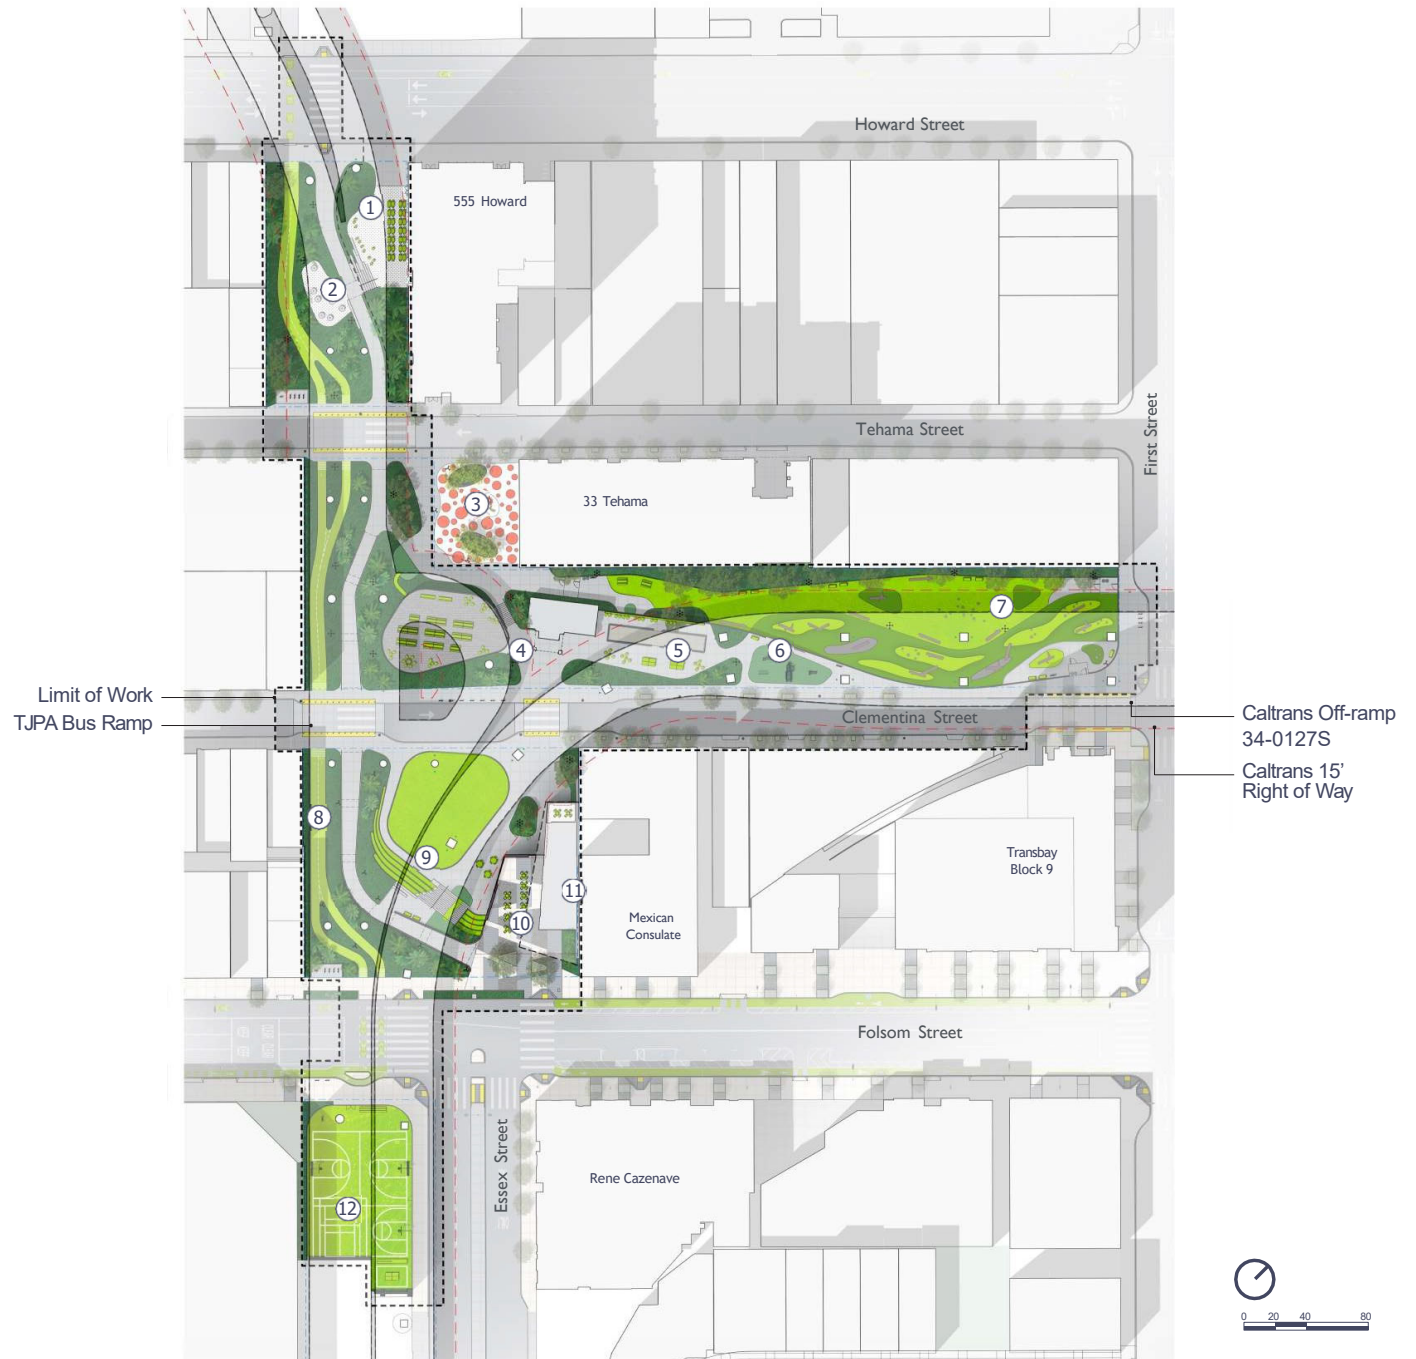 Howard Street
1
555 Howard
2
Tehama Street
First Street
3
33 Tehama
7
4
5
6
Limit of Work
TJPA Bus Ramp
Clementina Street
Caltrans Off-ramp
34-0127S
Caltrans 15’
Right of Way
8
9
10
11
Mexican
Consulate
Transbay
Block 9
Folsom Street
Essex Street
Rene Cazenave
12
0 20 40 80